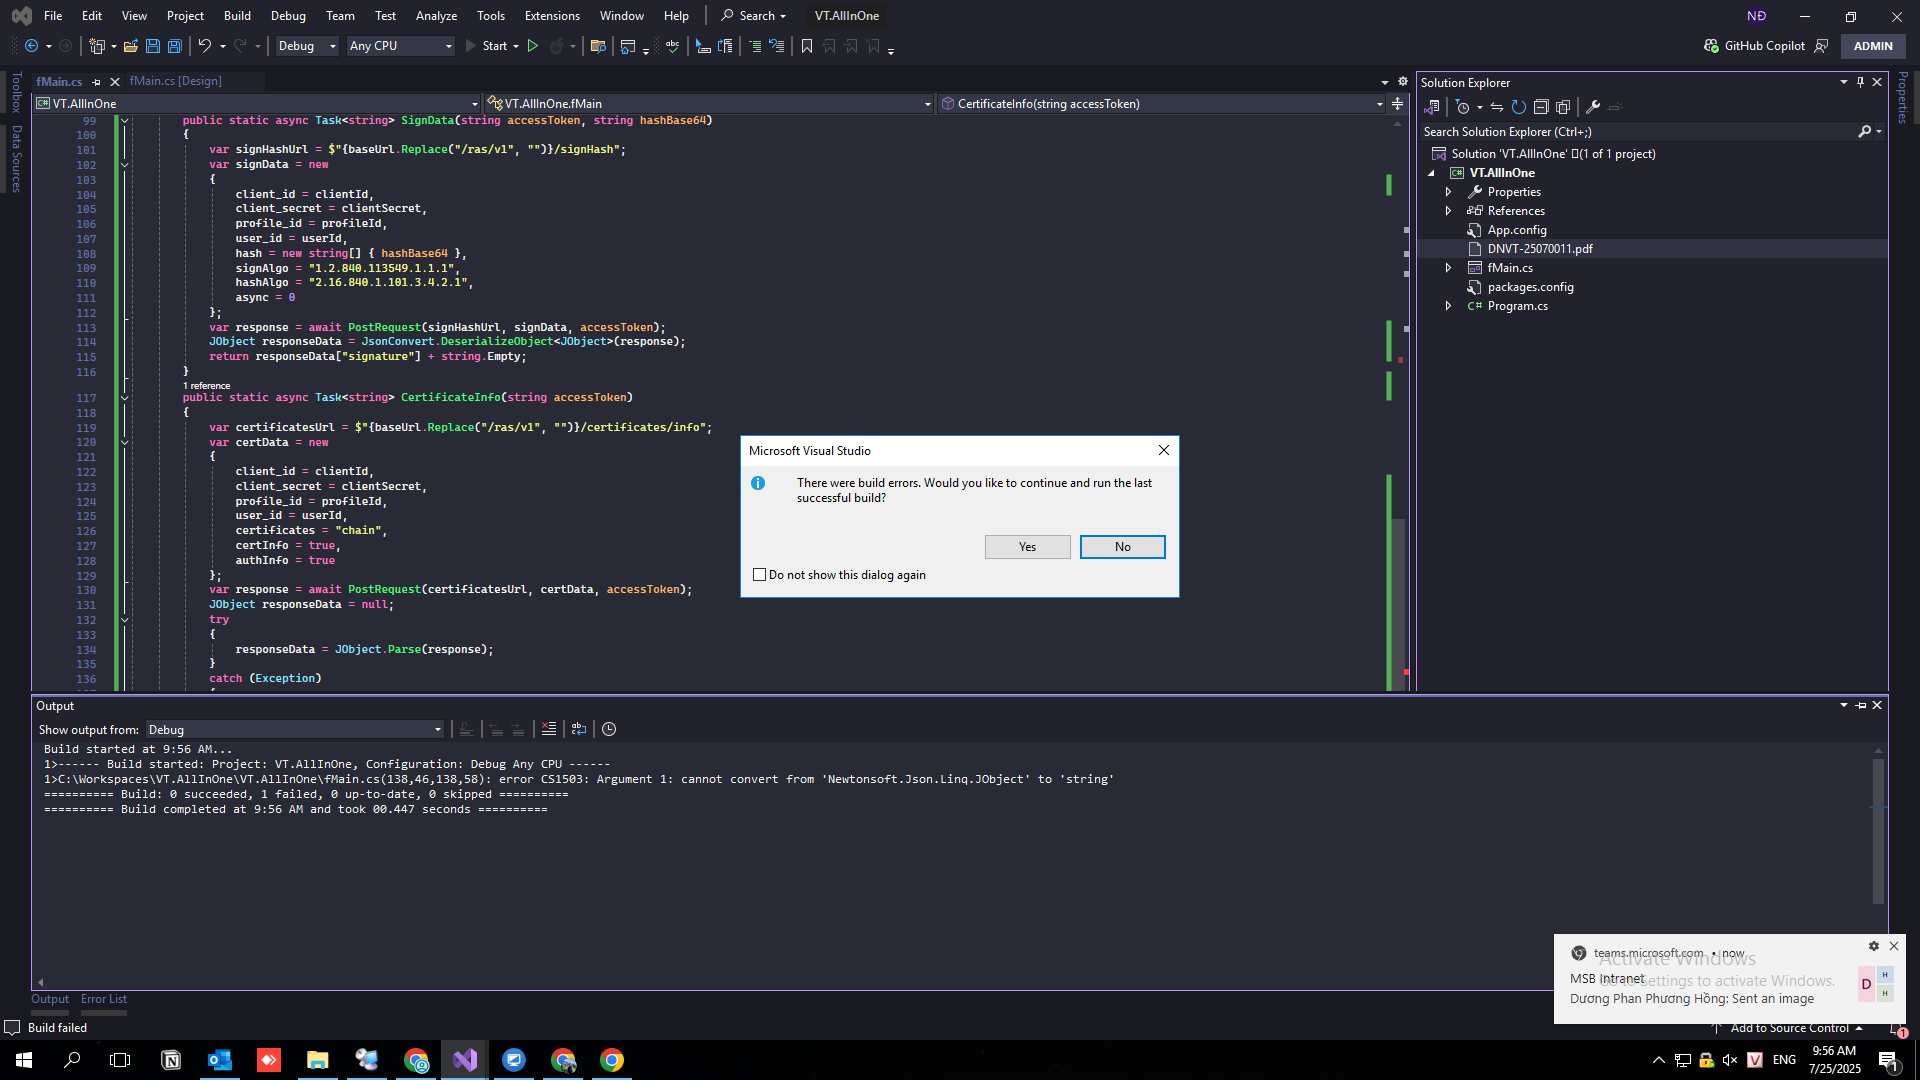 File Edit View Project Build Debug Team Test Analyze Tools Extensions Window Help Search VT.AllInOne NĐ
Debug Any CPU Start GitHub Copilot ADMIN
Toolbox
Data Sources
fMain.cs fMain.cs [Design]
VT.AllInOne VT.AllInOne.fMain CertificateInfo(string accessToken)
99 public static async Task<string> SignData(string accessToken, string hashBase64)
100 {
101 var signHashUrl = $"{baseUrl.Replace("/ras/v1", "")}/signHash";
102 var signData = new
103 {
104 client_id = clientId,
105 client_secret = clientSecret,
106 profile_id = profileId,
107 user_id = userId,
108 hash = new string[] { hashBase64 },
109 signAlgo = "1.2.840.113549.1.1.1",
110 hashAlgo = "2.16.840.1.101.3.4.2.1",
111 async = 0
112 };
113 var response = await PostRequest(signHashUrl, signData, accessToken);
114 JObject responseData = JsonConvert.DeserializeObject<JObject>(response);
115 return responseData["signature"] + string.Empty;
116 }
1 reference
117 public static async Task<string> CertificateInfo(string accessToken)
118 {
119 var certificatesUrl = $"{baseUrl.Replace("/ras/v1", "")}/certificates/info";
120 var certData = new
121 {
122 client_id = clientId,
123 client_secret = clientSecret,
124 profile_id = profileId,
125 user_id = userId,
126 certificates = "chain",
127 certInfo = true,
128 authInfo = true
129 };
130 var response = await PostRequest(certificatesUrl, certData, accessToken);
131 JObject responseData = null;
132 try
133 {
134 responseData = JObject.Parse(response);
135 }
136 catch (Exception)
Microsoft Visual Studio
There were build errors. Would you like to continue and run the last
successful build?
Yes No
Do not show this dialog again
Solution Explorer
Search Solution Explorer (Ctrl+;)
Solution 'VT.AllInOne' (1 of 1 project)
VT.AllInOne
Properties
References
App.config
DNVT-25070011.pdf
fMain.cs
packages.config
Program.cs
Properties
Output
Show output from: Debug
Build started at 9:56 AM...
1>------ Build started: Project: VT.AllInOne, Configuration: Debug Any CPU ------
1>C:\Workspaces\VT.AllInOne\VT.AllInOne\fMain.cs(138,46,138,58): error CS1503: Argument 1: cannot convert from 'Newtonsoft.Json.Linq.JObject' to 'string'
========== Build: 0 succeeded, 1 failed, 0 up-to-date, 0 skipped ==========
========== Build completed at 9:56 AM and took 00.447 seconds ==========
Output Error List
Build failed
teams.microsoft.com • now
Activate Windows
MSB Intranet
Go to Settings to activate Windows.
Dương Phan Phương Hồng: Sent an image
D H H
Add to Source Control 1
ENG
9:56 AM
7/25/2025
1